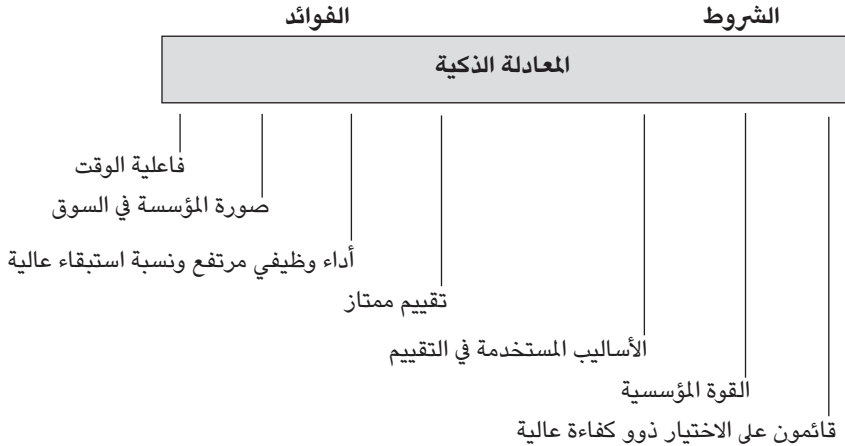 الشروط
الفوائد
المعادلة الذكية
فاعلية الوقت
صورة المؤسسة في السوق
أداء وظيفي مرتفع ونسبة استبقاء عالية
تقييم ممتاز
الأساليب المستخدمة في التقييم
القوة المؤسسية
قائمون على الاختيار ذوو كفاءة عالية